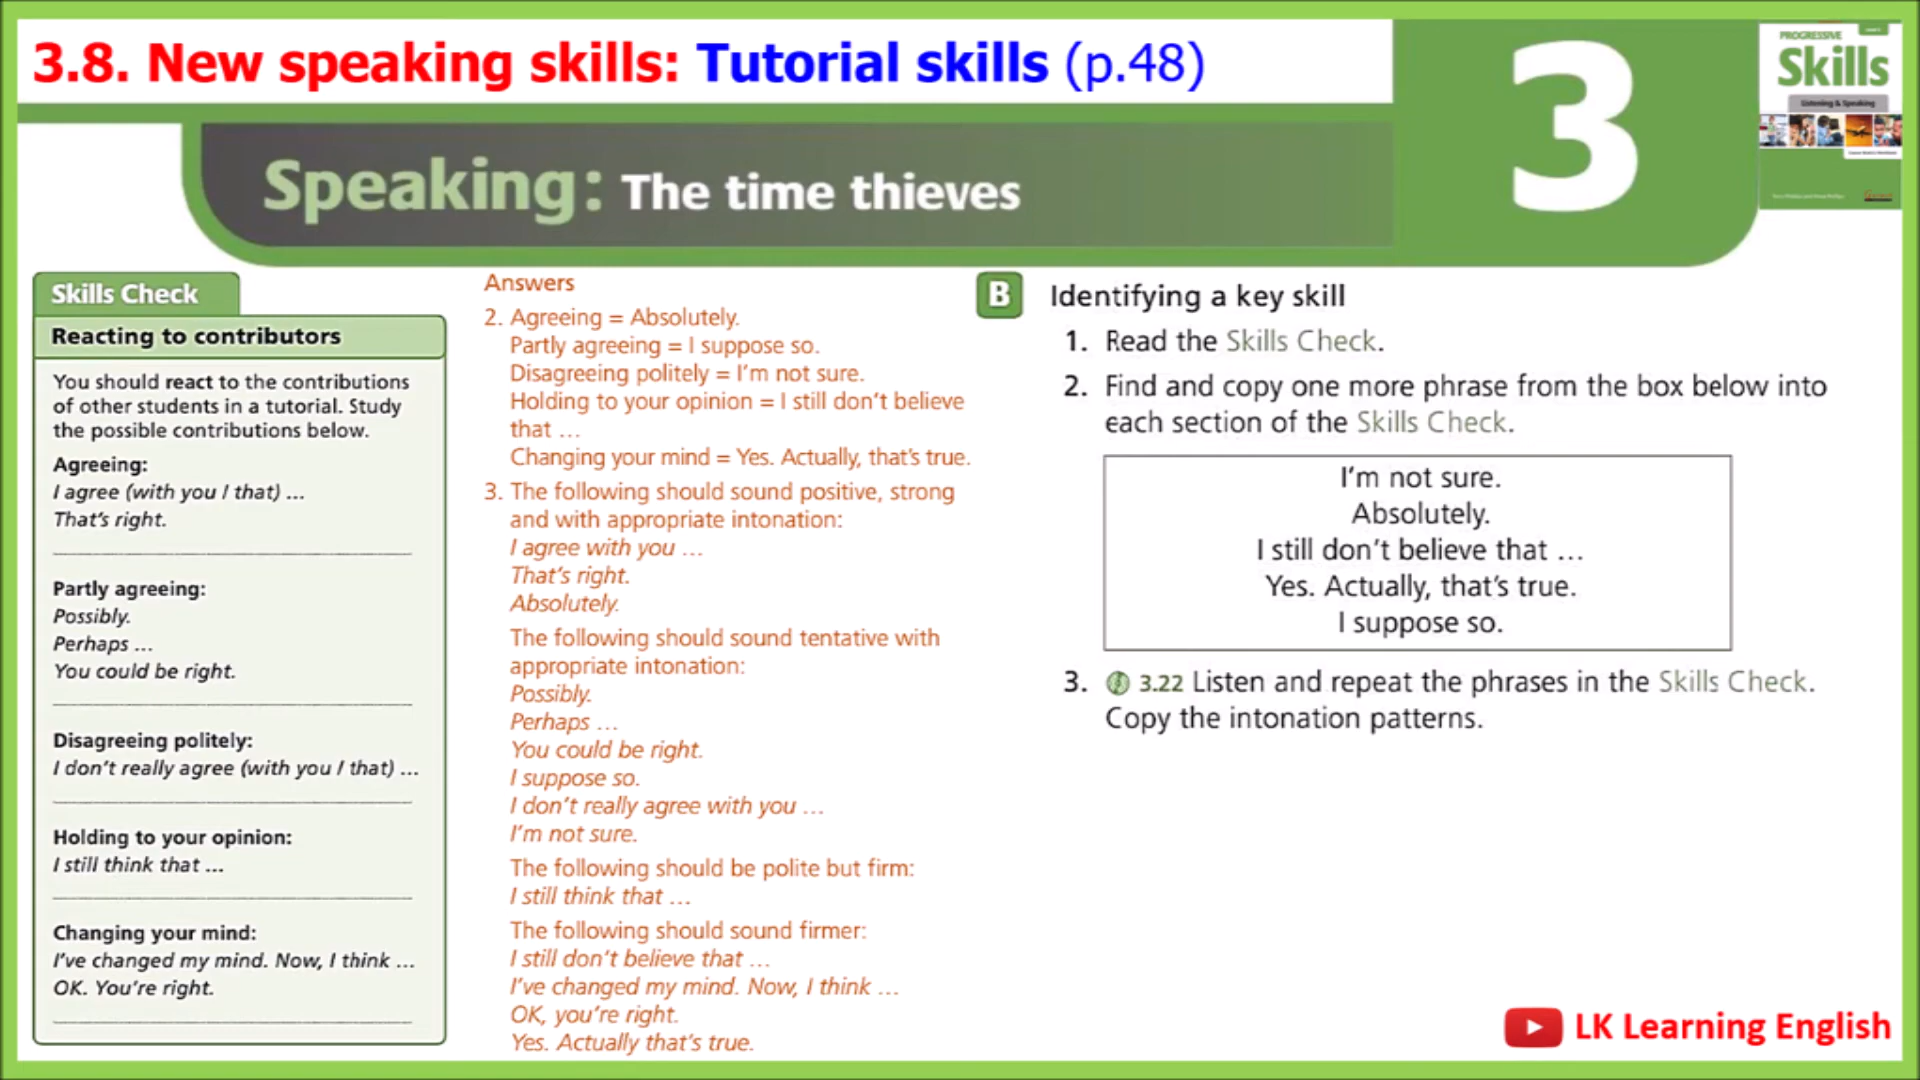 3.8. New speaking skills: Tutorial skills (p.48)
3
PROGRESSIVE
Skills
Listening & Speaking
Speaking: The time thieves
Skills Check
Reacting to contributors
You should react to the contributions
of other students in a tutorial. Study
the possible contributions below.
Agreeing:
I agree (with you / that) ...
That's right.
Partly agreeing:
Possibly.
Perhaps ...
You could be right.
Disagreeing politely:
I don't really agree (with you / that) ...
Holding to your opinion:
I still think that ...
Changing your mind:
I've changed my mind. Now, I think ...
OK. You're right.
Answers
2. Agreeing = Absolutely.
Partly agreeing = I suppose so.
Disagreeing politely = I'm not sure.
Holding to your opinion = I still don't believe
that ...
Changing your mind = Yes. Actually, that's true.
3. The following should sound positive, strong
and with appropriate intonation:
I agree with you ...
That's right.
Absolutely.
The following should sound tentative with
appropriate intonation:
Possibly.
Perhaps ...
You could be right.
I suppose so.
I don't really agree with you ...
I'm not sure.
The following should be polite but firm:
I still think that ...
The following should sound firmer:
I still don't believe that ...
I've changed my mind. Now, I think ...
OK, you're right.
Yes. Actually that's true.
B Identifying a key skill
1. Read the Skills Check.
2. Find and copy one more phrase from the box below into
each section of the Skills Check.
I'm not sure.
Absolutely.
I still don't believe that ...
Yes. Actually, that's true.
I suppose so.
3. 3.22 Listen and repeat the phrases in the Skills Check.
Copy the intonation patterns.
LK Learning English